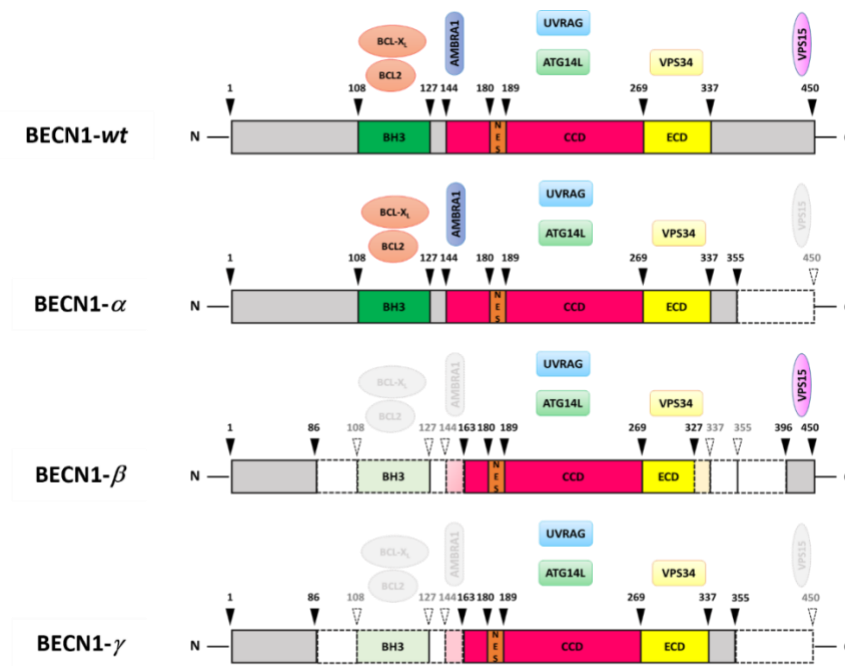 UVRAG
BCL-XL
AMBRA1
VPS15
BCL2
ATG14L
VPS34
1 108 127 144 180 189 269 337 450
BECN1-wt
N BH3 NES CCD ECD
UVRAG
BCL-XL
AMBRA1
VPS15
BCL2
ATG14L
VPS34
1 108 127 144 180 189 269 337 355 450
BECN1-α
N BH3 NES CCD ECD
UVRAG
BCL-XL
AMBRA1
VPS15
BCL2
ATG14L
VPS34
1 86 108 127 144 163 180 189 269 327 337 355 396 450
BECN1-β
N BH3 NES CCD ECD
UVRAG
BCL-XL
AMBRA1
VPS15
BCL2
ATG14L
VPS34
1 86 108 127 144 163 180 189 269 337 355 450
BECN1-γ
N BH3 NES CCD ECD